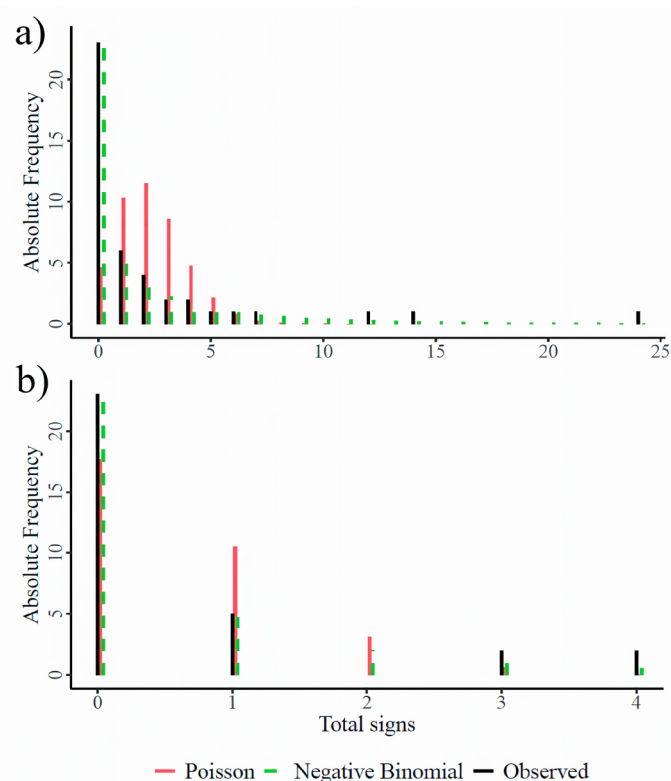 a)
Absolute Frequency
20
15
10
5
0
0 5 10 15 20 25
b)
Absolute Frequency
20
15
10
5
0
0 1 2 3 4
Total signs
Poisson Negative Binomial Observed